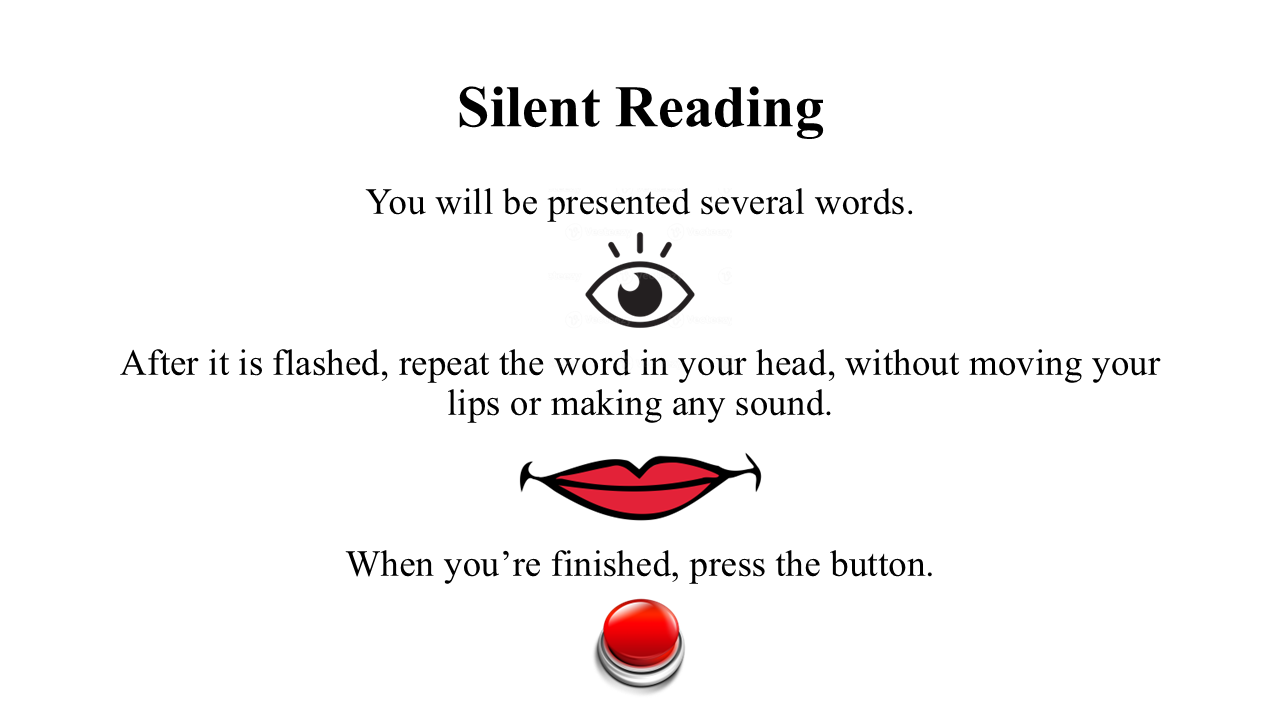 Silent Reading
You will be presented several words.
After it is flashed, repeat the word in your head, without moving your
lips or making any sound.
When you’re finished, press the button.